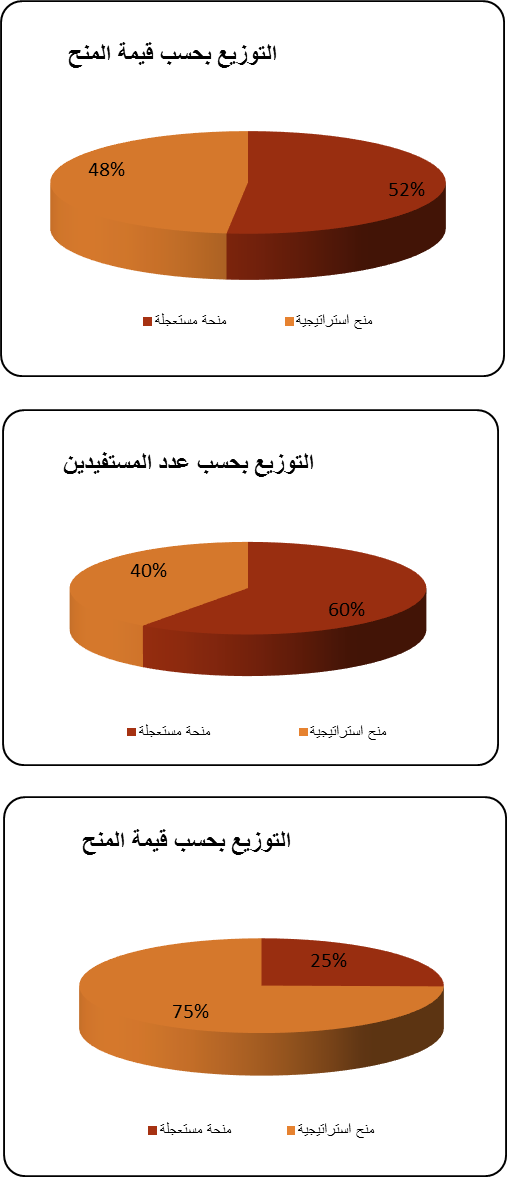 التوزيع بحسب قيمة المنح
48%
52%
منحة مستعجلة
منح استراتيجية
التوزيع بحسب عدد المستفيدين
40%
60%
منحة مستعجلة
منح استراتيجية
التوزيع بحسب قيمة المنح
25%
75%
منحة مستعجلة
منح استراتيجية